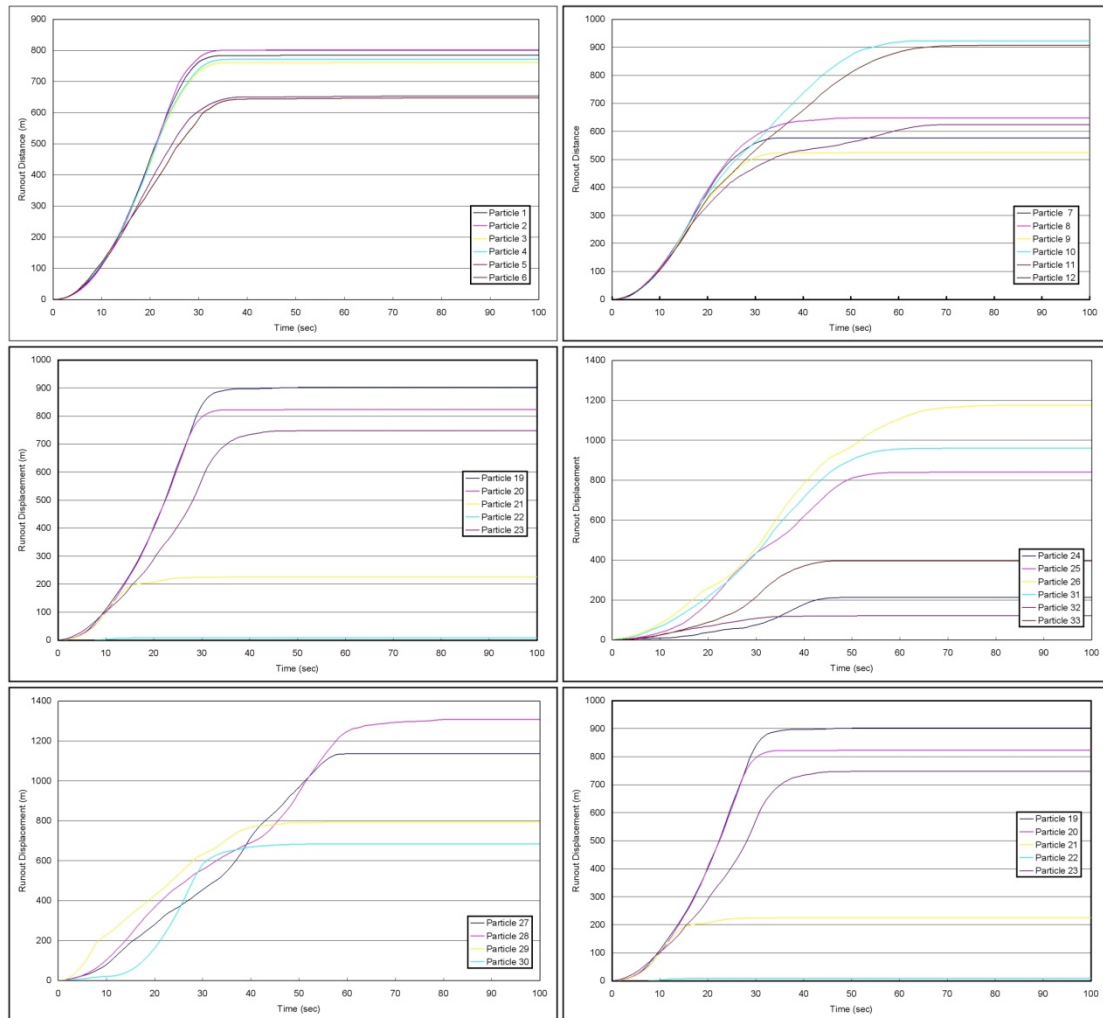 900
800
700
600
500
400
300
200
100
0
Runout Distance (m)
0 10 20 30 40 50 60 70 80 90 100
Time (sec)
Particle 1
Particle 2
Particle 3
Particle 4
Particle 5
Particle 6
1000
900
800
700
600
500
400
300
200
100
0
Runout Distance
0 10 20 30 40 50 60 70 80 90 100
Time (sec)
Particle 7
Particle 8
Particle 9
Particle 10
Particle 11
Particle 12
1000
900
800
700
600
500
400
300
200
100
0
Runout Displacement (m)
0 10 20 30 40 50 60 70 80 90 100
Time (sec)
Particle 19
Particle 20
Particle 21
Particle 22
Particle 23
1400
1200
1000
800
600
400
200
0
Runout Displacement
0 10 20 30 40 50 60 70 80 90 100
Time (sec)
Particle 24
Particle 25
Particle 26
Particle 31
Particle 32
Particle 33
1400
1200
1000
800
600
400
200
0
Runout Displacement (m)
0 10 20 30 40 50 60 70 80 90 100
Time (sec)
Particle 27
Particle 28
Particle 29
Particle 30
1000
900
800
700
600
500
400
300
200
100
0
Runout Displacement (m)
0 10 20 30 40 50 60 70 80 90 100
Time (sec)
Particle 19
Particle 20
Particle 21
Particle 22
Particle 23